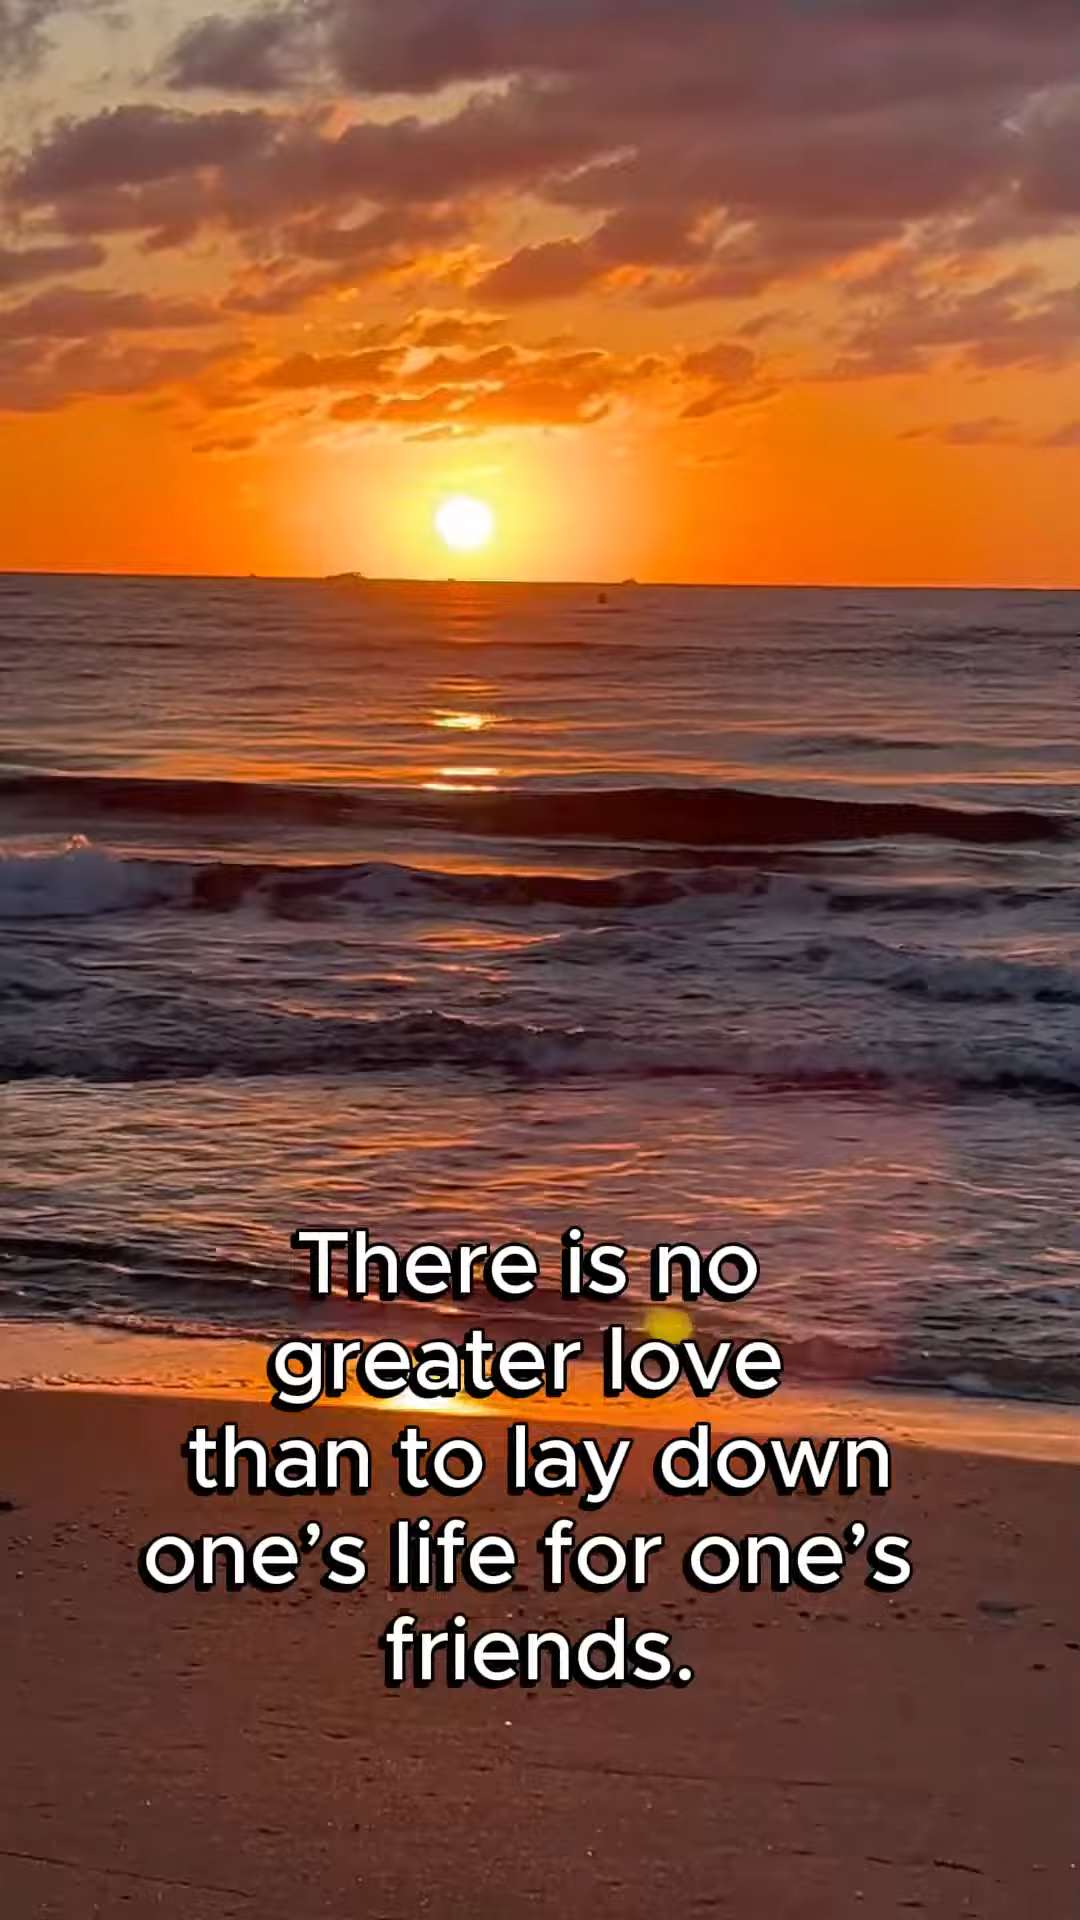 There is no
greater love
than to lay down
one’s life for one’s
friends.